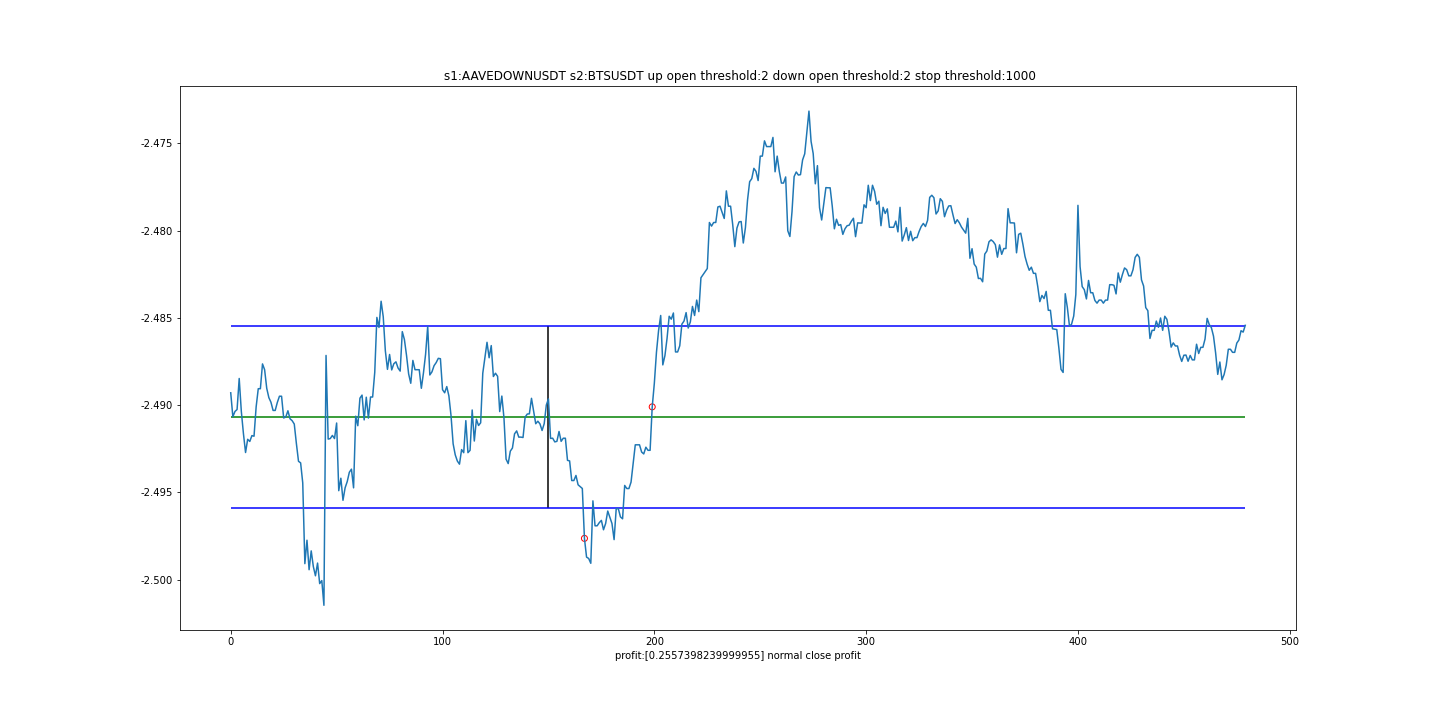 s1:AAVEDOWNUSDT s2:BTSUSDT up open threshold:2 down open threshold:2 stop threshold:1000
-2.475
-2.480
-2.485
-2.490
-2.495
-2.500
0 100 200 300 400 500
profit:[0.2557398239999955] normal close profit